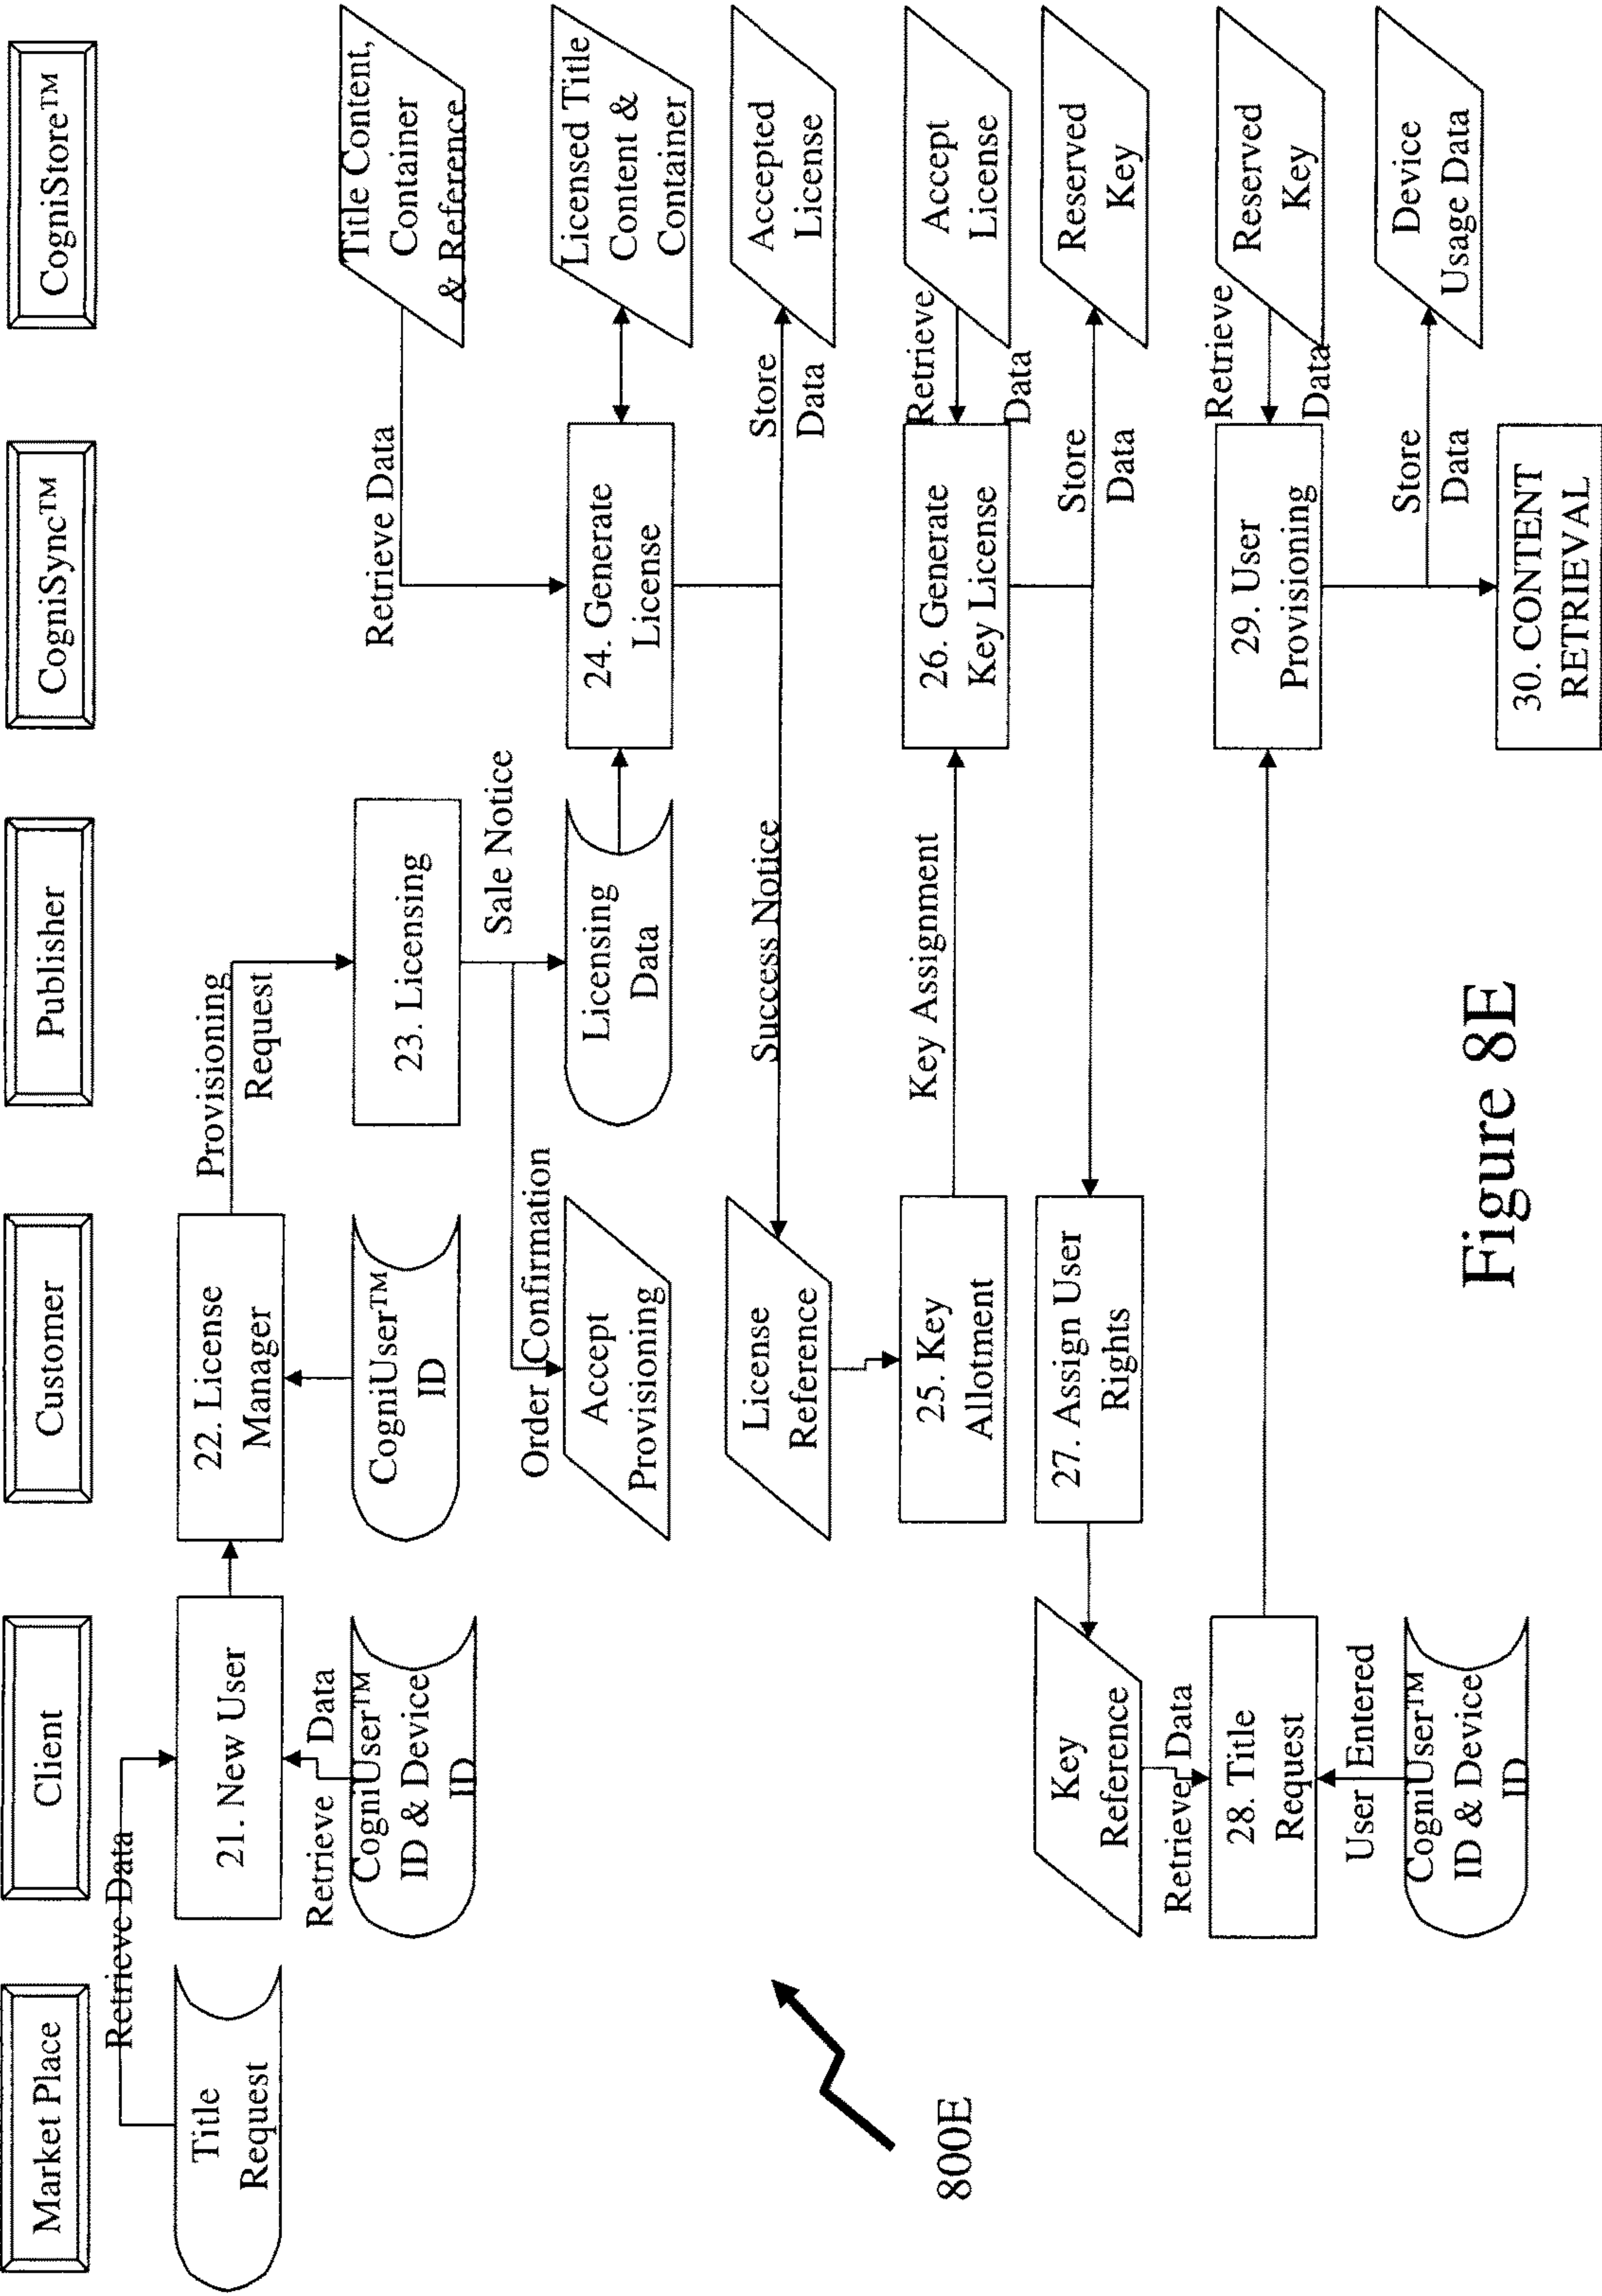 Market Place
Client
Customer
Publisher
CogniSync™
CogniStore™
Retrieve Data
Title
Request
21. New User
Retrieve Data
CogniUser™
ID & Device
ID
22. License
Manager
CogniUser™
ID
Provisioning
Request
23. Licensing
Sale Notice
Order Confirmation
Accept
Provisioning
Licensing
Data
Retrieve Data
Title Content,
Container
& Reference
24. Generate
License
Licensed Title
Content &
Container
Store
Data
Accepted
License
Success Notice
License
Reference
25. Key
Allotment
Key Assignment
26. Generate
Key License
Retrieve
Data
Accept
License
Store
Data
Reserved
Key
27. Assign User
Rights
Key
Reference
Retrieve Data
28. Title
Request
User Entered
CogniUser™
ID & Device
ID
29. User
Provisioning
Retrieve
Data
Reserved
Key
Store
Data
Device
Usage Data
30. CONTENT
RETRIEVAL
800E
Figure 8E